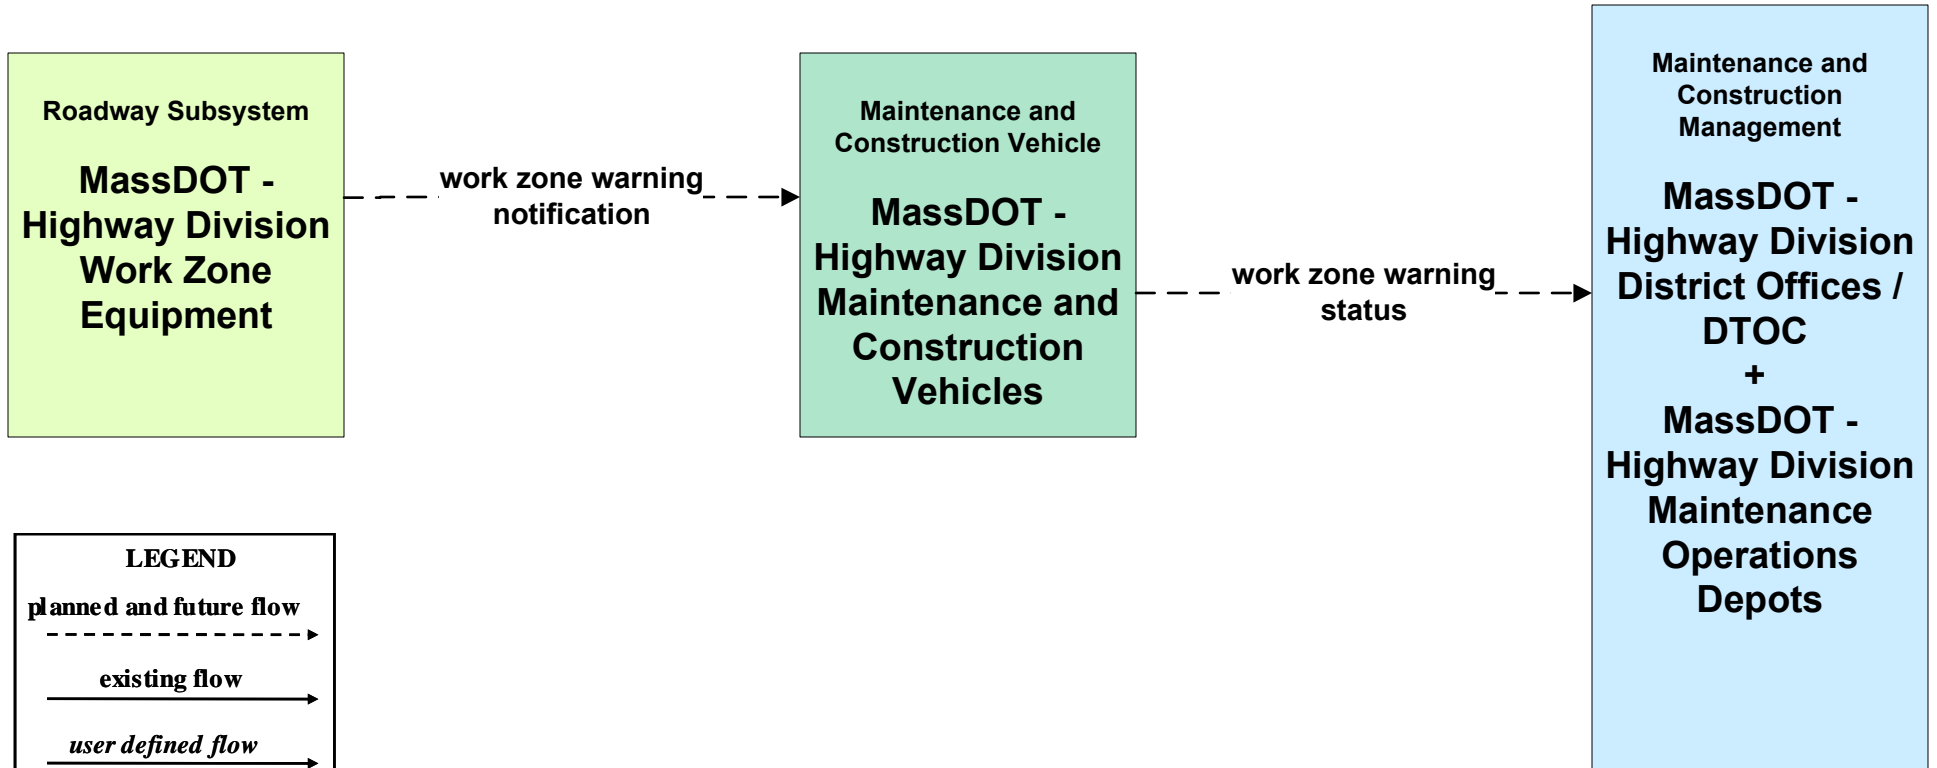 Roadway Subsystem
MassDOT -
Highway Division
Work Zone
Equipment
work zone warning
notification
Maintenance and
Construction Vehicle
MassDOT -
Highway Division
Maintenance and
Construction
Vehicles
work zone warning
status
Maintenance and
Construction
Management
MassDOT -
Highway Division
District Offices /
DTOC
+
MassDOT -
Highway Division
Maintenance
Operations
Depots
LEGEND
planned and future flow
existing flow
user defined flow